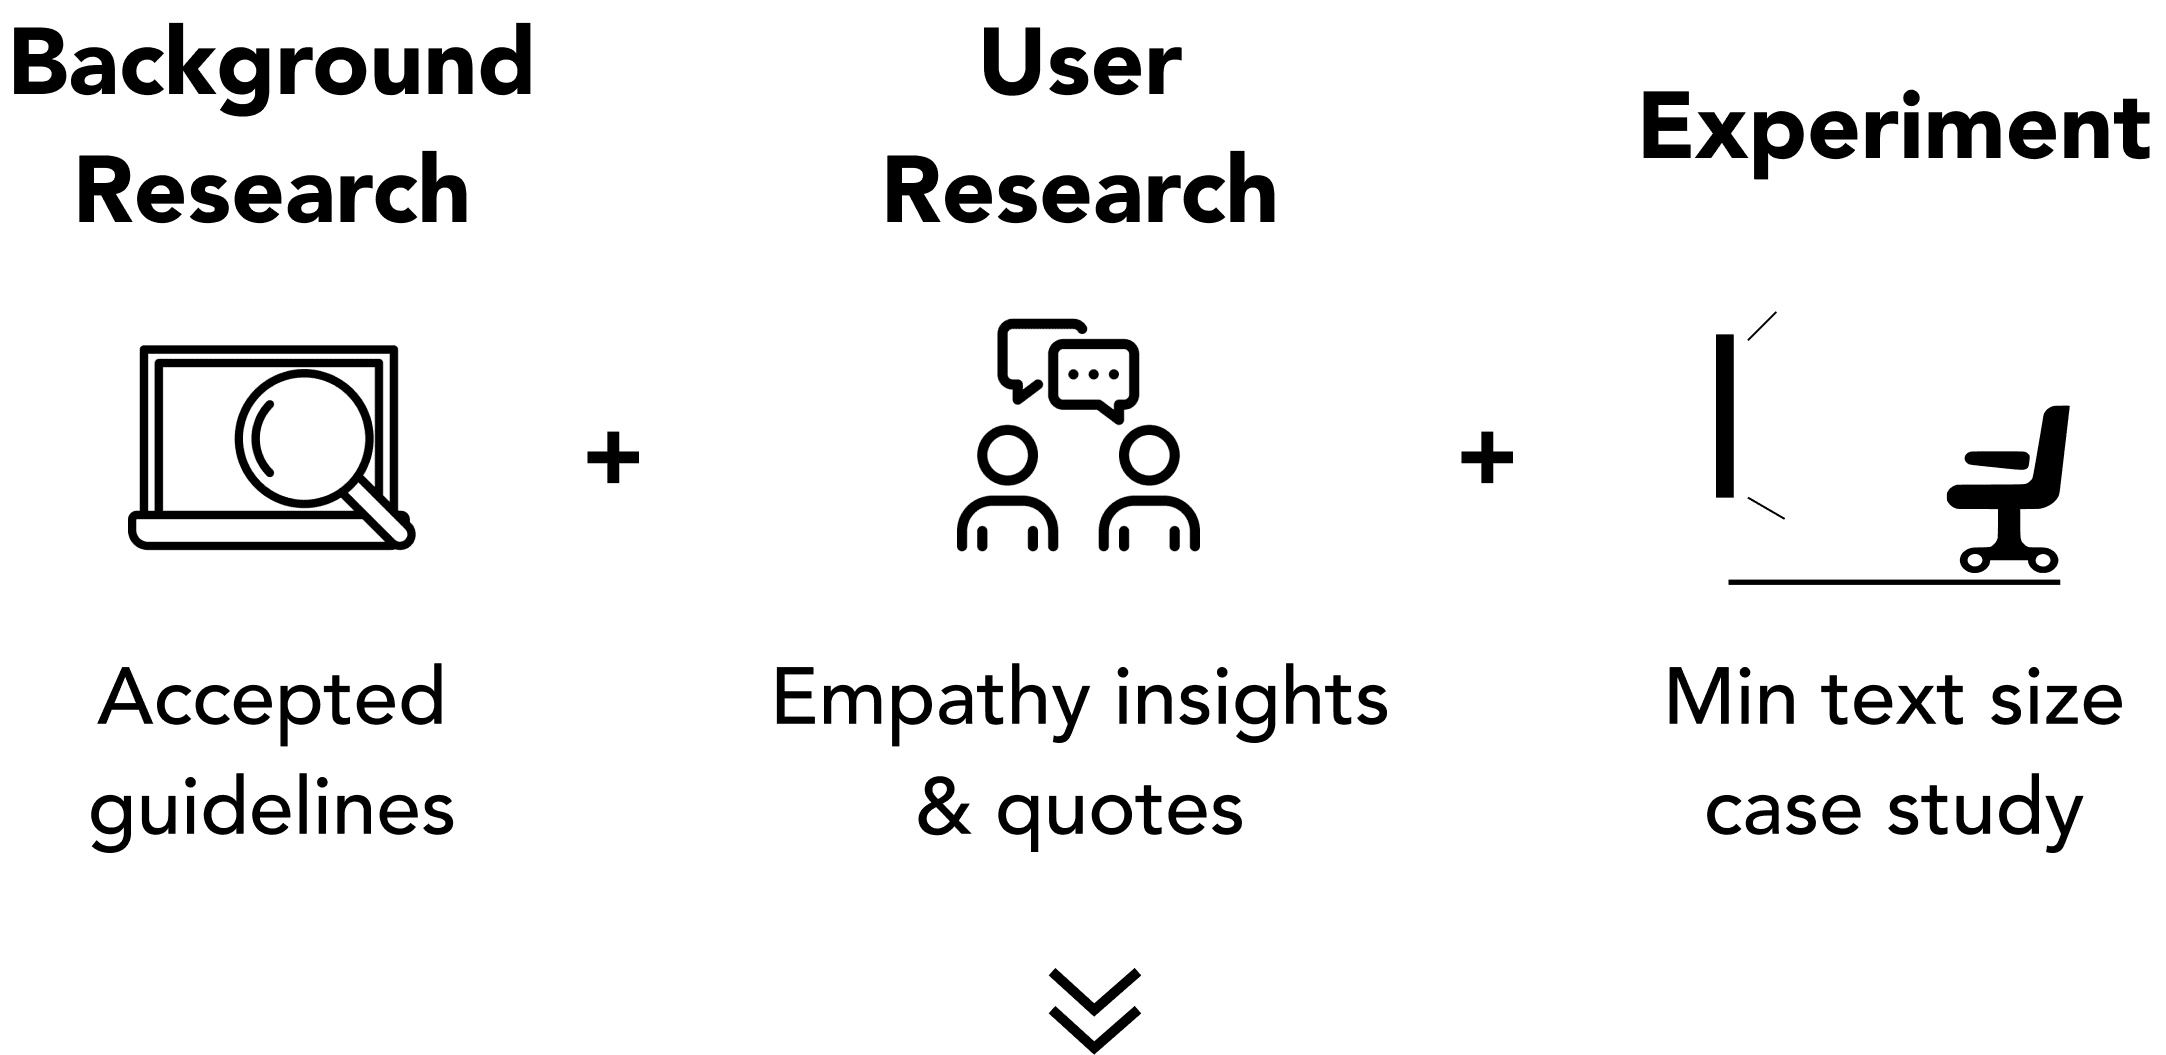 Background
Research
User
Research
Experiment
+
+
Accepted
guidelines
Empathy insights
& quotes
Min text size
case study